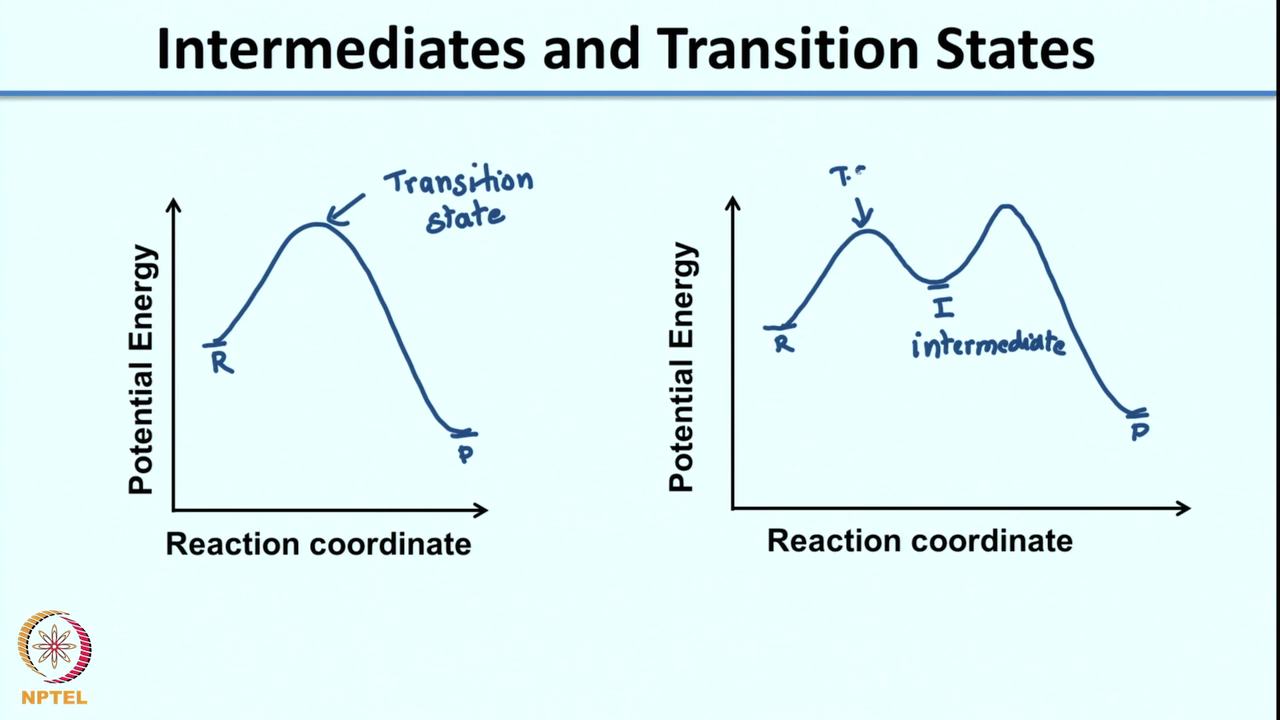 Intermediates and Transition States
Transition
state
Potential Energy
R
P
Reaction coordinate
T.S
Potential Energy
R
I
intermediate
P
Reaction coordinate
NPTEL